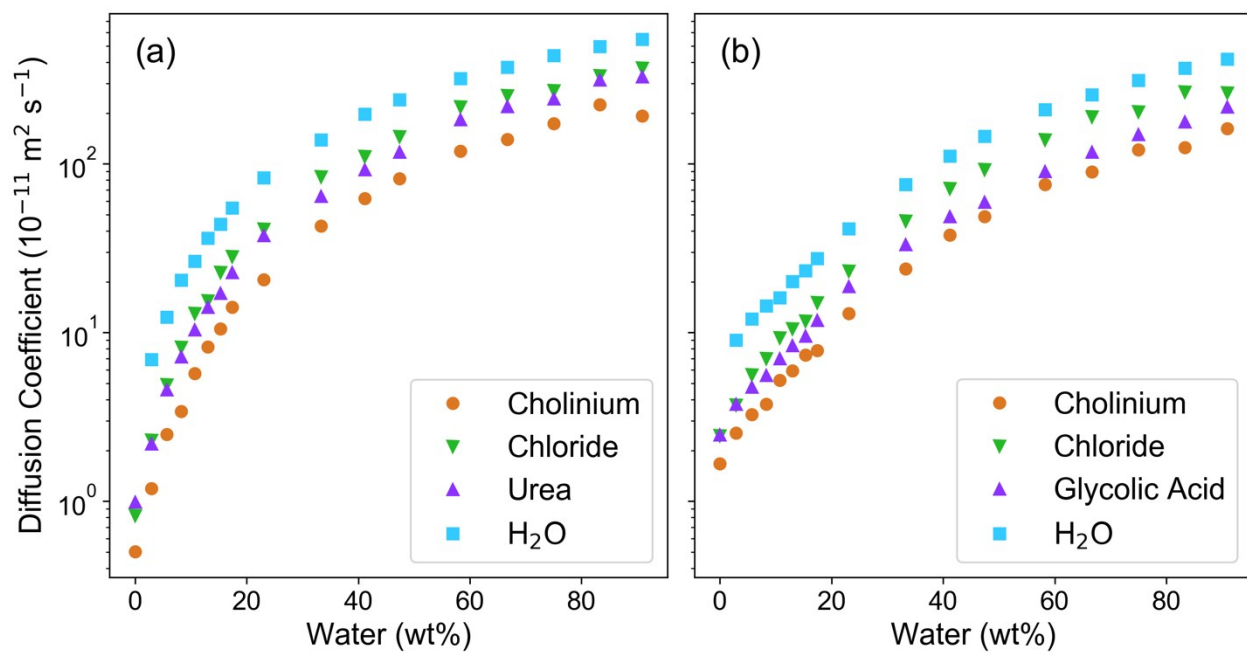 Diffusion Coefficient (10⁻¹¹ m² s⁻¹)
10²
10¹
10⁰
(a)
Cholinium
Chloride
Urea
H₂O
0 20 40 60 80
Water (wt%)
(b)
Cholinium
Chloride
Glycolic Acid
H₂O
0 20 40 60 80
Water (wt%)